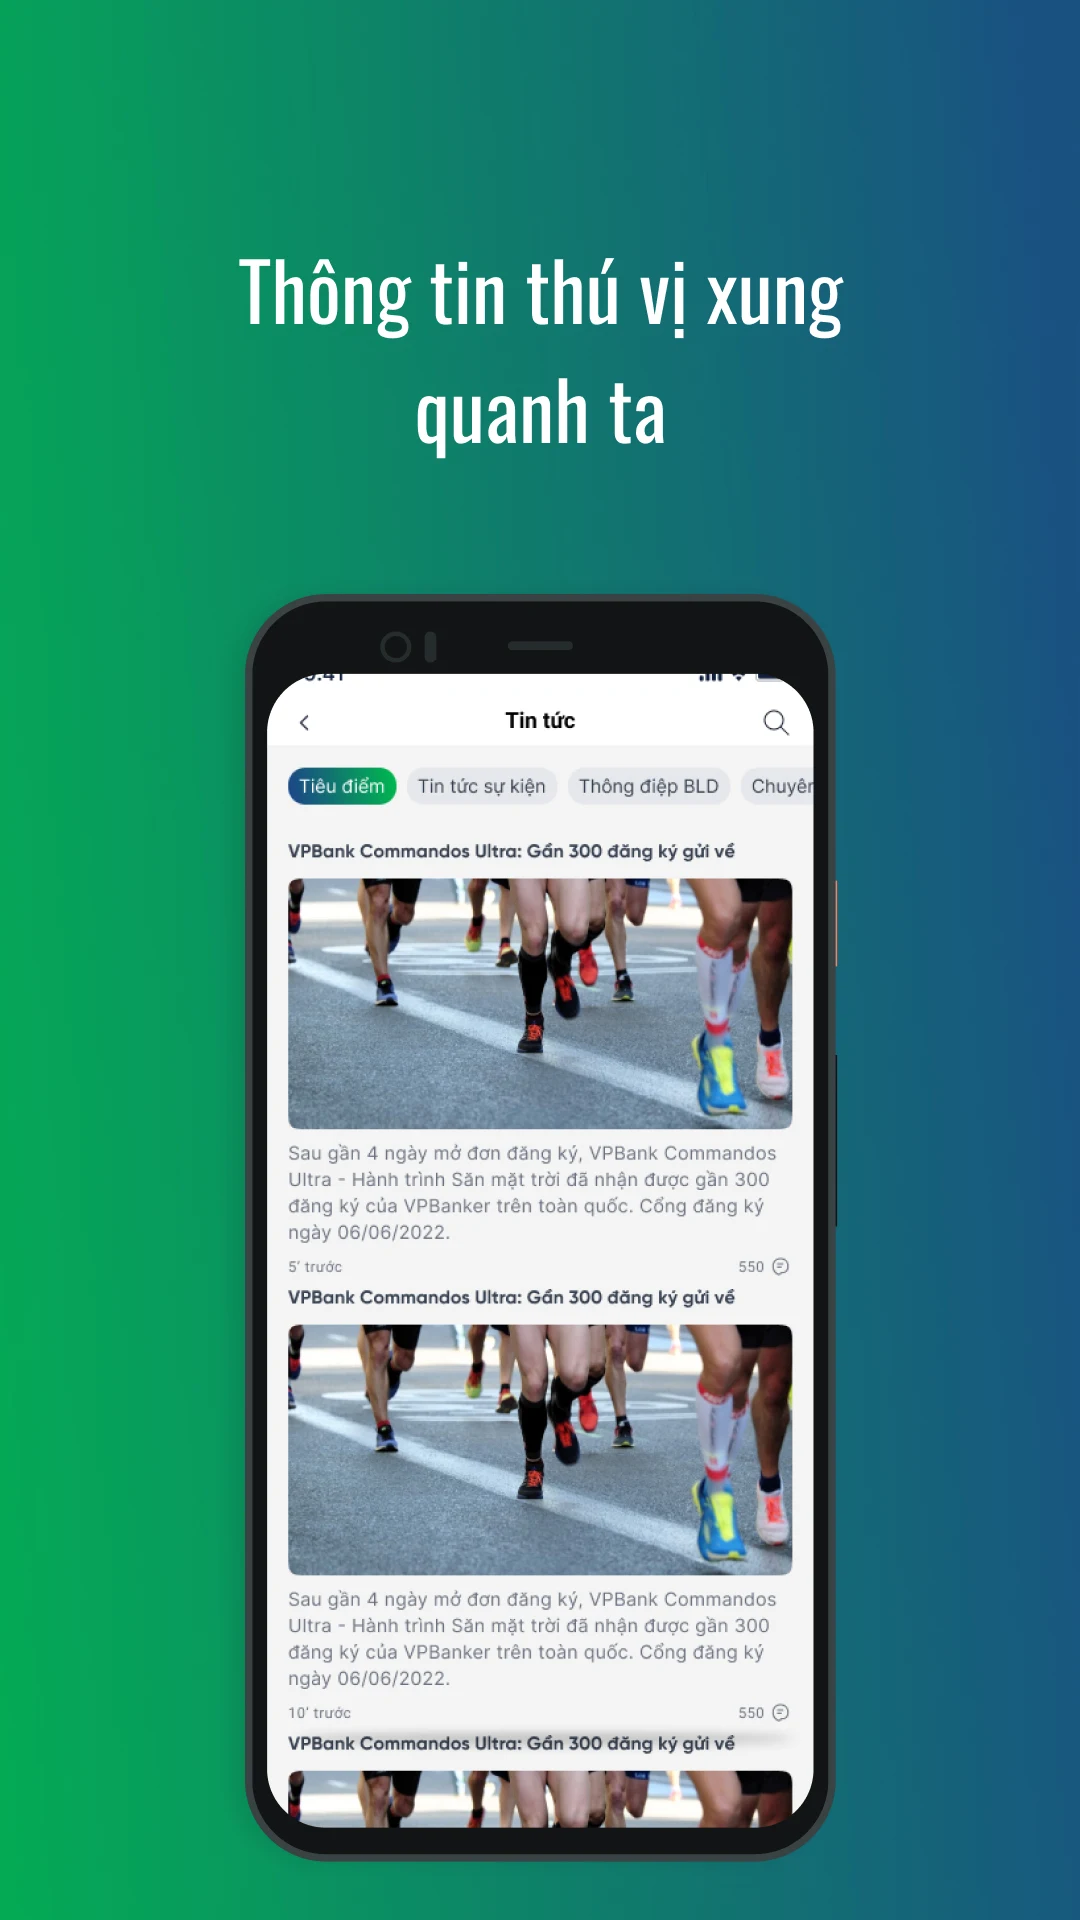 Thông tin thú vị xung
quanh ta
9:41
Tin tức
Tiêu điểm
Tin tức sự kiện
Thông điệp BLD
Chuyên
VPBank Commandos Ultra: Gần 300 đăng ký gửi về
Sau gần 4 ngày mở đơn đăng ký, VPBank Commandos
Ultra - Hành trình Săn mặt trời đã nhận được gần 300
đăng ký của VPBanker trên toàn quốc. Cổng đăng ký
ngày 06/06/2022.
5' trước
550
VPBank Commandos Ultra: Gần 300 đăng ký gửi về
Sau gần 4 ngày mở đơn đăng ký, VPBank Commandos
Ultra - Hành trình Săn mặt trời đã nhận được gần 300
đăng ký của VPBanker trên toàn quốc. Cổng đăng ký
ngày 06/06/2022.
10' trước
550
VPBank Commandos Ultra: Gần 300 đăng ký gửi về